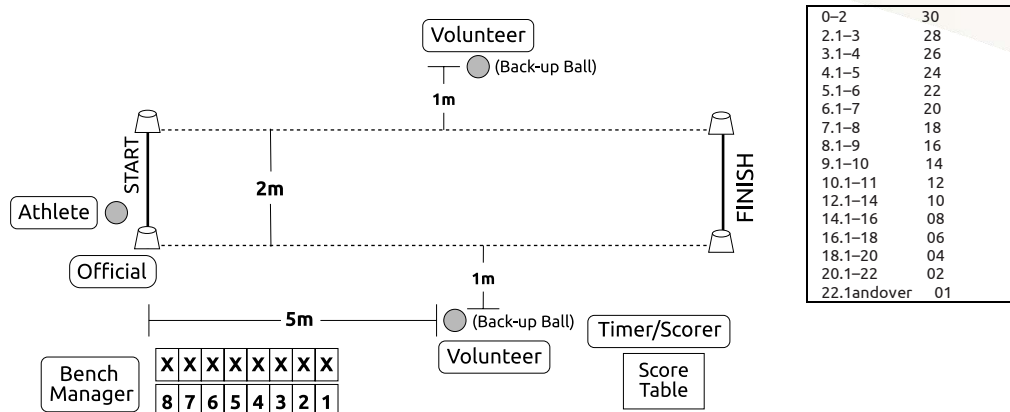 Volunteer
(Back-up Ball)
1m
START
2m
FINISH
Athlete
Official
1m
5m
(Back-up Ball)
Volunteer
Timer/Scorer
Bench
Manager
X X X X X X X X
8 7 6 5 4 3 2 1
Score
Table
0–2 30
2.1–3 28
3.1–4 26
4.1–5 24
5.1–6 22
6.1–7 20
7.1–8 18
8.1–9 16
9.1–10 14
10.1–11 12
12.1–14 10
14.1–16 08
16.1–18 06
18.1–20 04
20.1–22 02
22.1andover 01